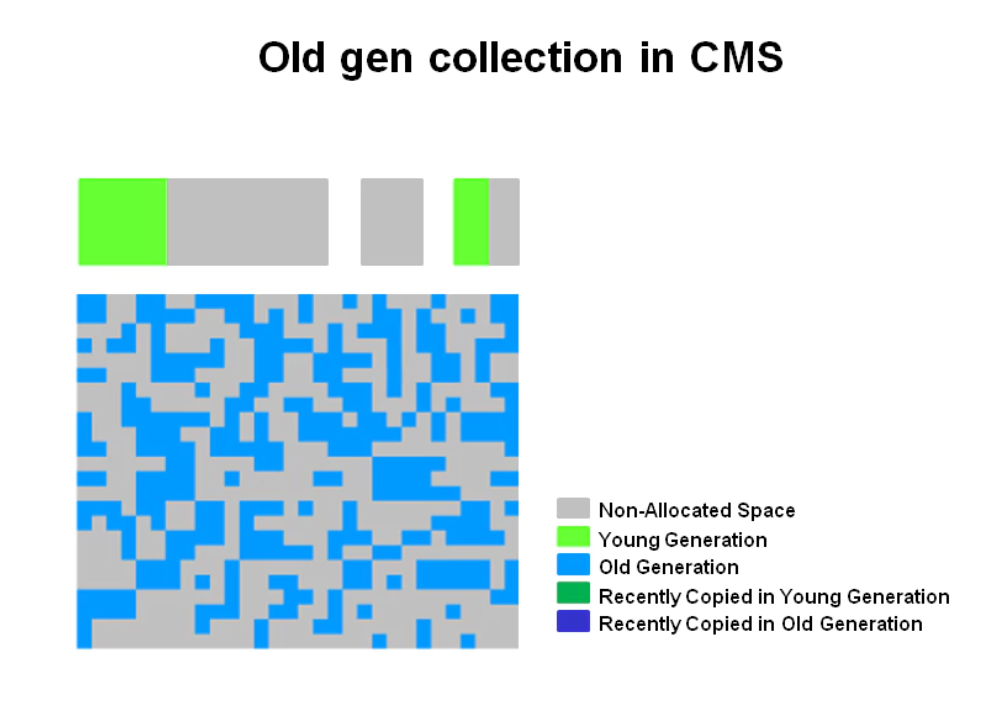 Old gen collection in CMS
Non-Allocated Space
Young Generation
Old Generation
Recently Copied in Young Generation
Recently Copied in Old Generation